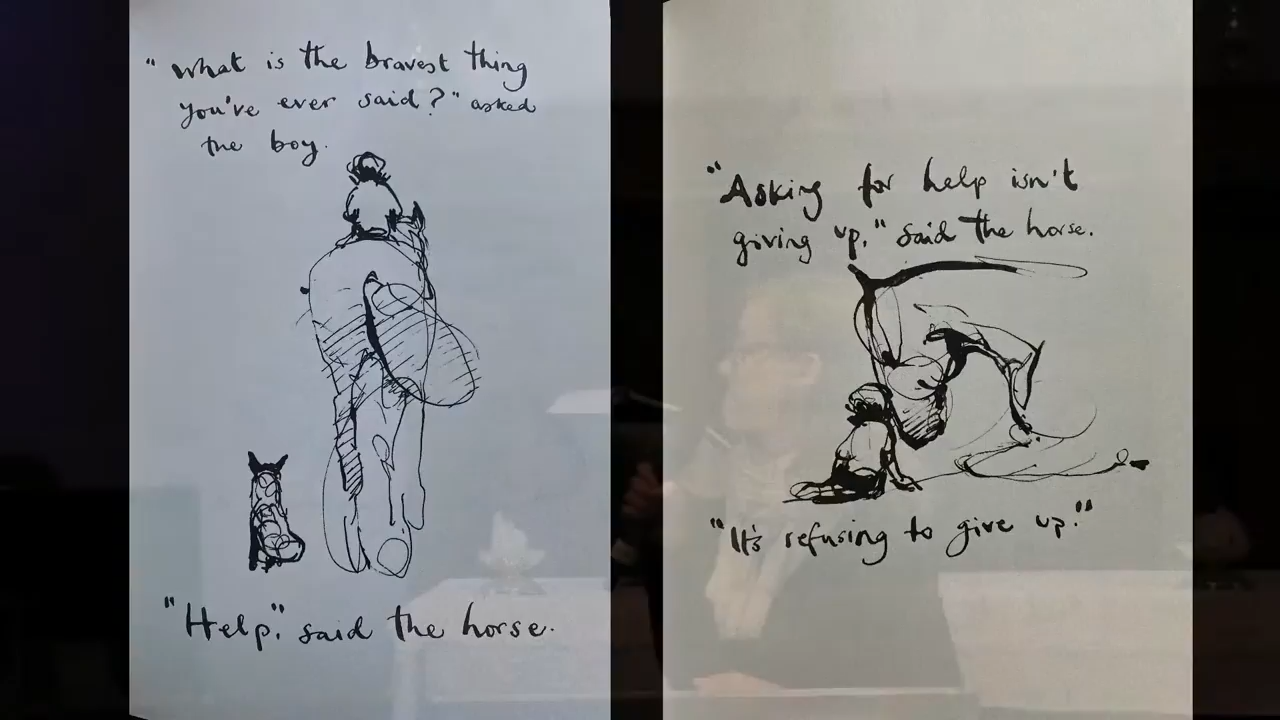 "What is the bravest thing
you've ever said?" asked
the boy.
"Help." said the horse.
"Asking for help isn't
giving up," said the horse.
"It's refusing to give up."